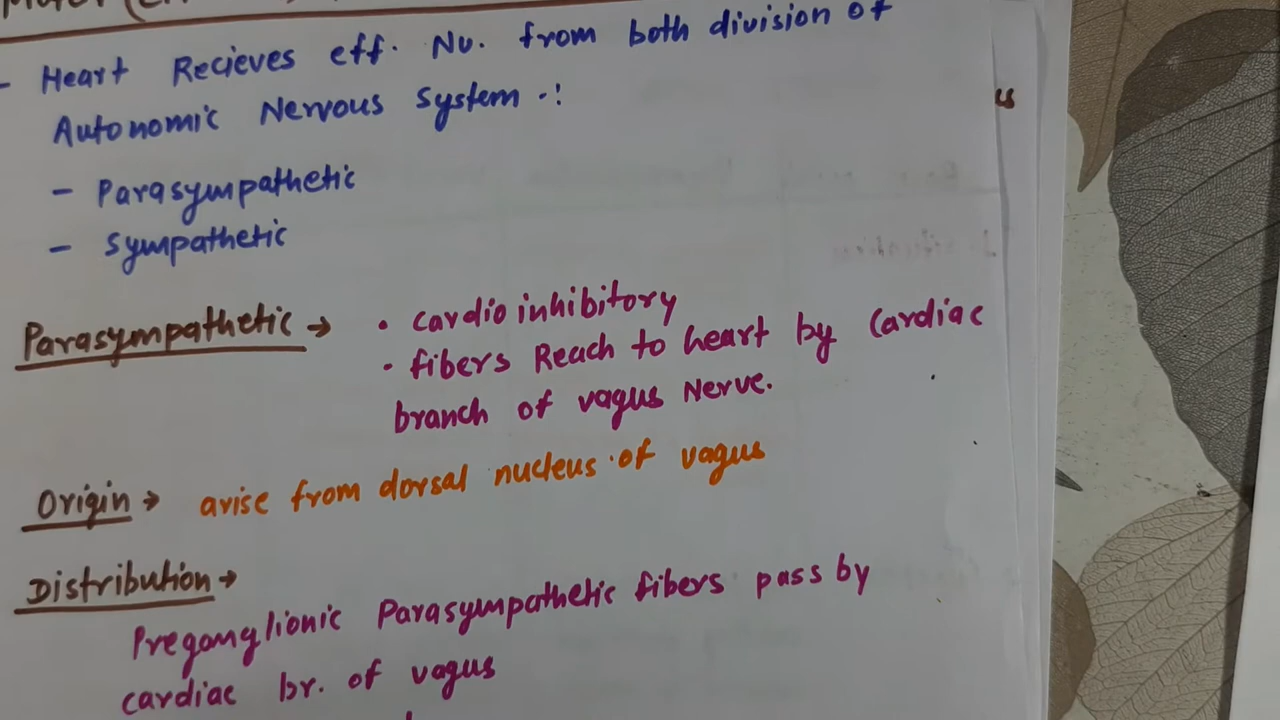 - Heart Recieves eff. Nv. from both division of
Autonomic Nervous System -:
- Parasympathetic
- Sympathetic
Parasympathetic → • cardioinhibitory
• fibers Reach to heart by Cardiac
branch of vagus Nerve.
Origin → arise from dorsal nucleus of vagus
Distribution →
Preganglionic Parasympathetic fibers pass by
cardiac br. of vagus